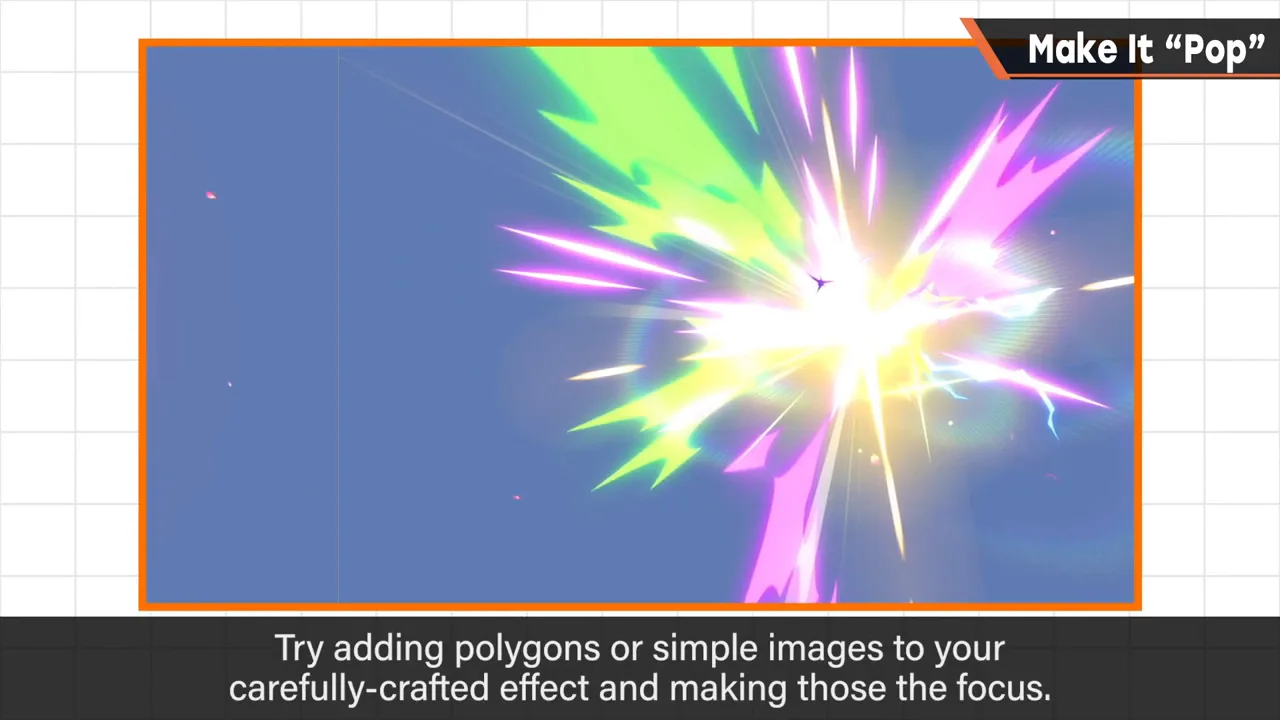 Make It “Pop”
Try adding polygons or simple images to your
carefully-crafted effect and making those the focus.